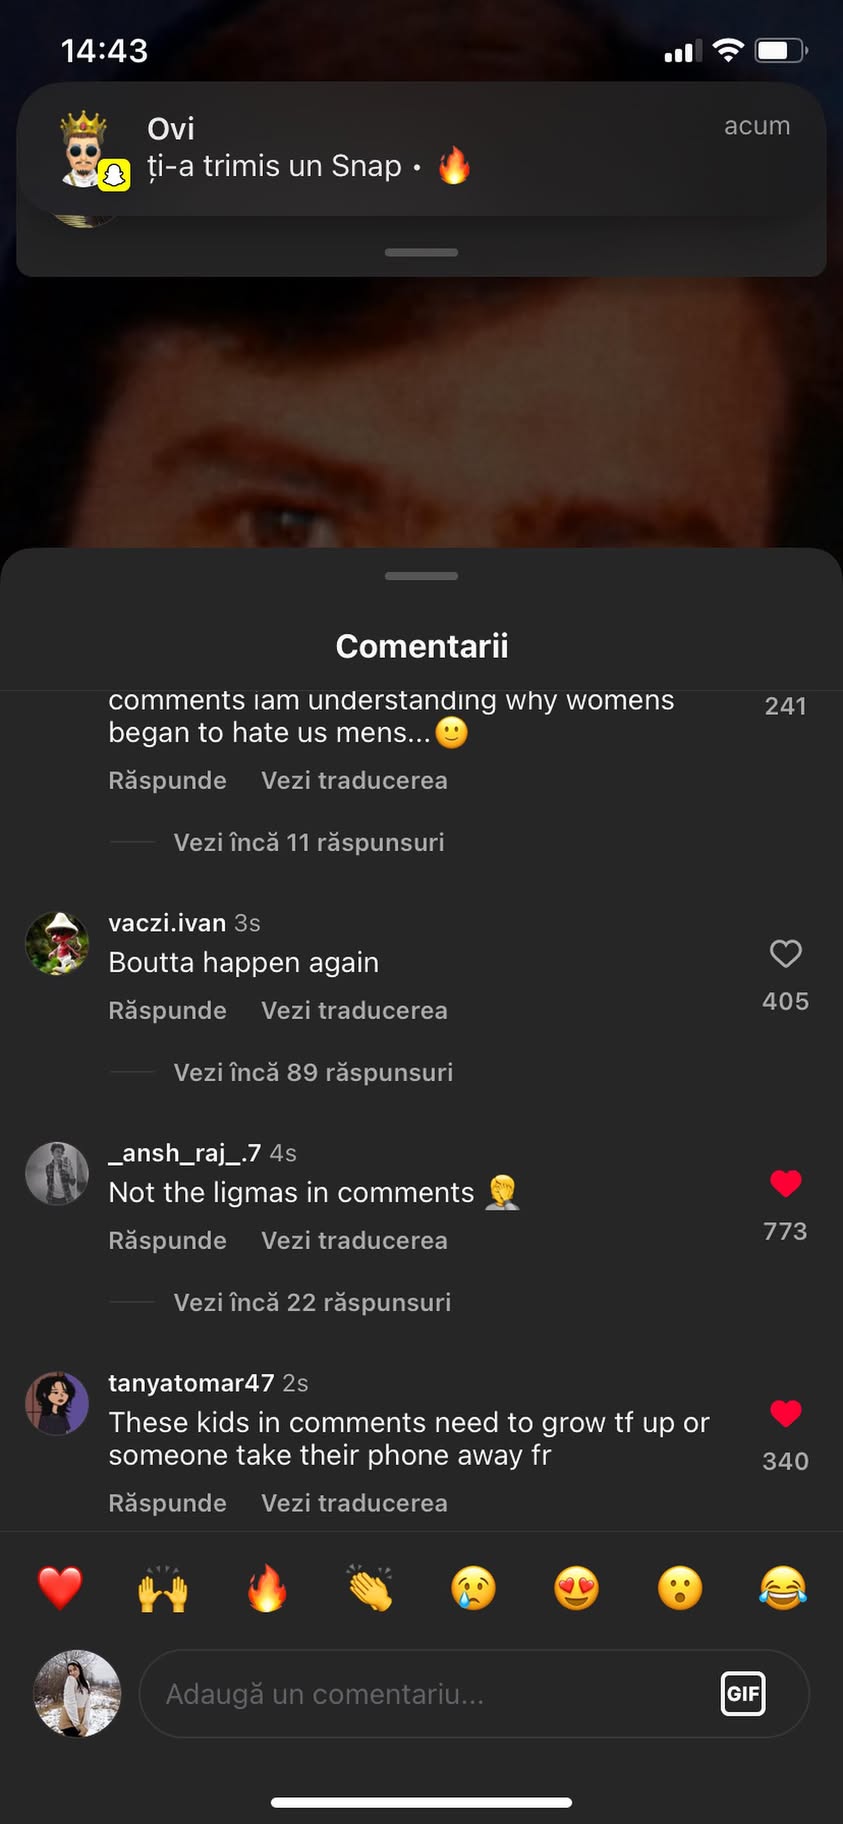 14:43
Ovi
acum
ți-a trimis un Snap • 🔥
Comentarii
comments iam understanding why womens
began to hate us mens...🙂
241
Răspunde Vezi traducerea
Vezi încă 11 răspunsuri
vaczi.ivan 3s
Boutta happen again
405
Răspunde Vezi traducerea
Vezi încă 89 răspunsuri
_ansh_raj_.7 4s
Not the ligmas in comments 🤦
773
Răspunde Vezi traducerea
Vezi încă 22 răspunsuri
tanyatomar47 2s
These kids in comments need to grow tf up or
someone take their phone away fr
340
Răspunde Vezi traducerea
Adaugă un comentariu...
GIF